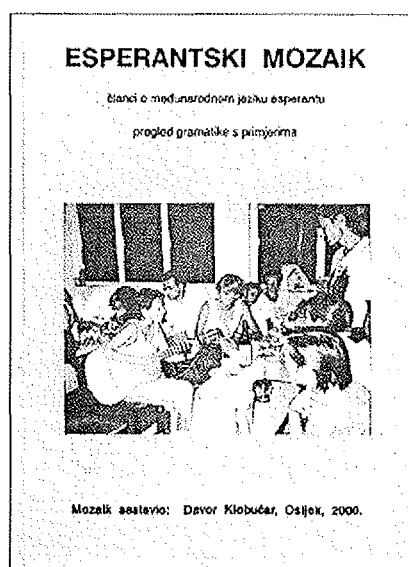 ESPERANTSKI MOZAIK
članci o međunarodnom jeziku esperantu
pregled gramatike s primjerima
Mozaik sastavio: Davor Klobučar, Osijek, 2000.